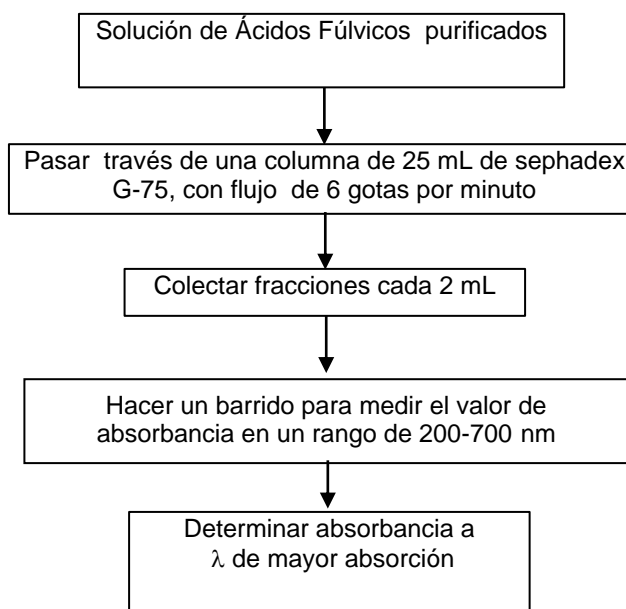 Solución de Ácidos Fúlvicos purificados
Pasar través de una columna de 25 mL de sephadex
G-75, con flujo de 6 gotas por minuto
Colectar fracciones cada 2 mL
Hacer un barrido para medir el valor de
absorbancia en un rango de 200-700 nm
Determinar absorbancia a
λ de mayor absorción